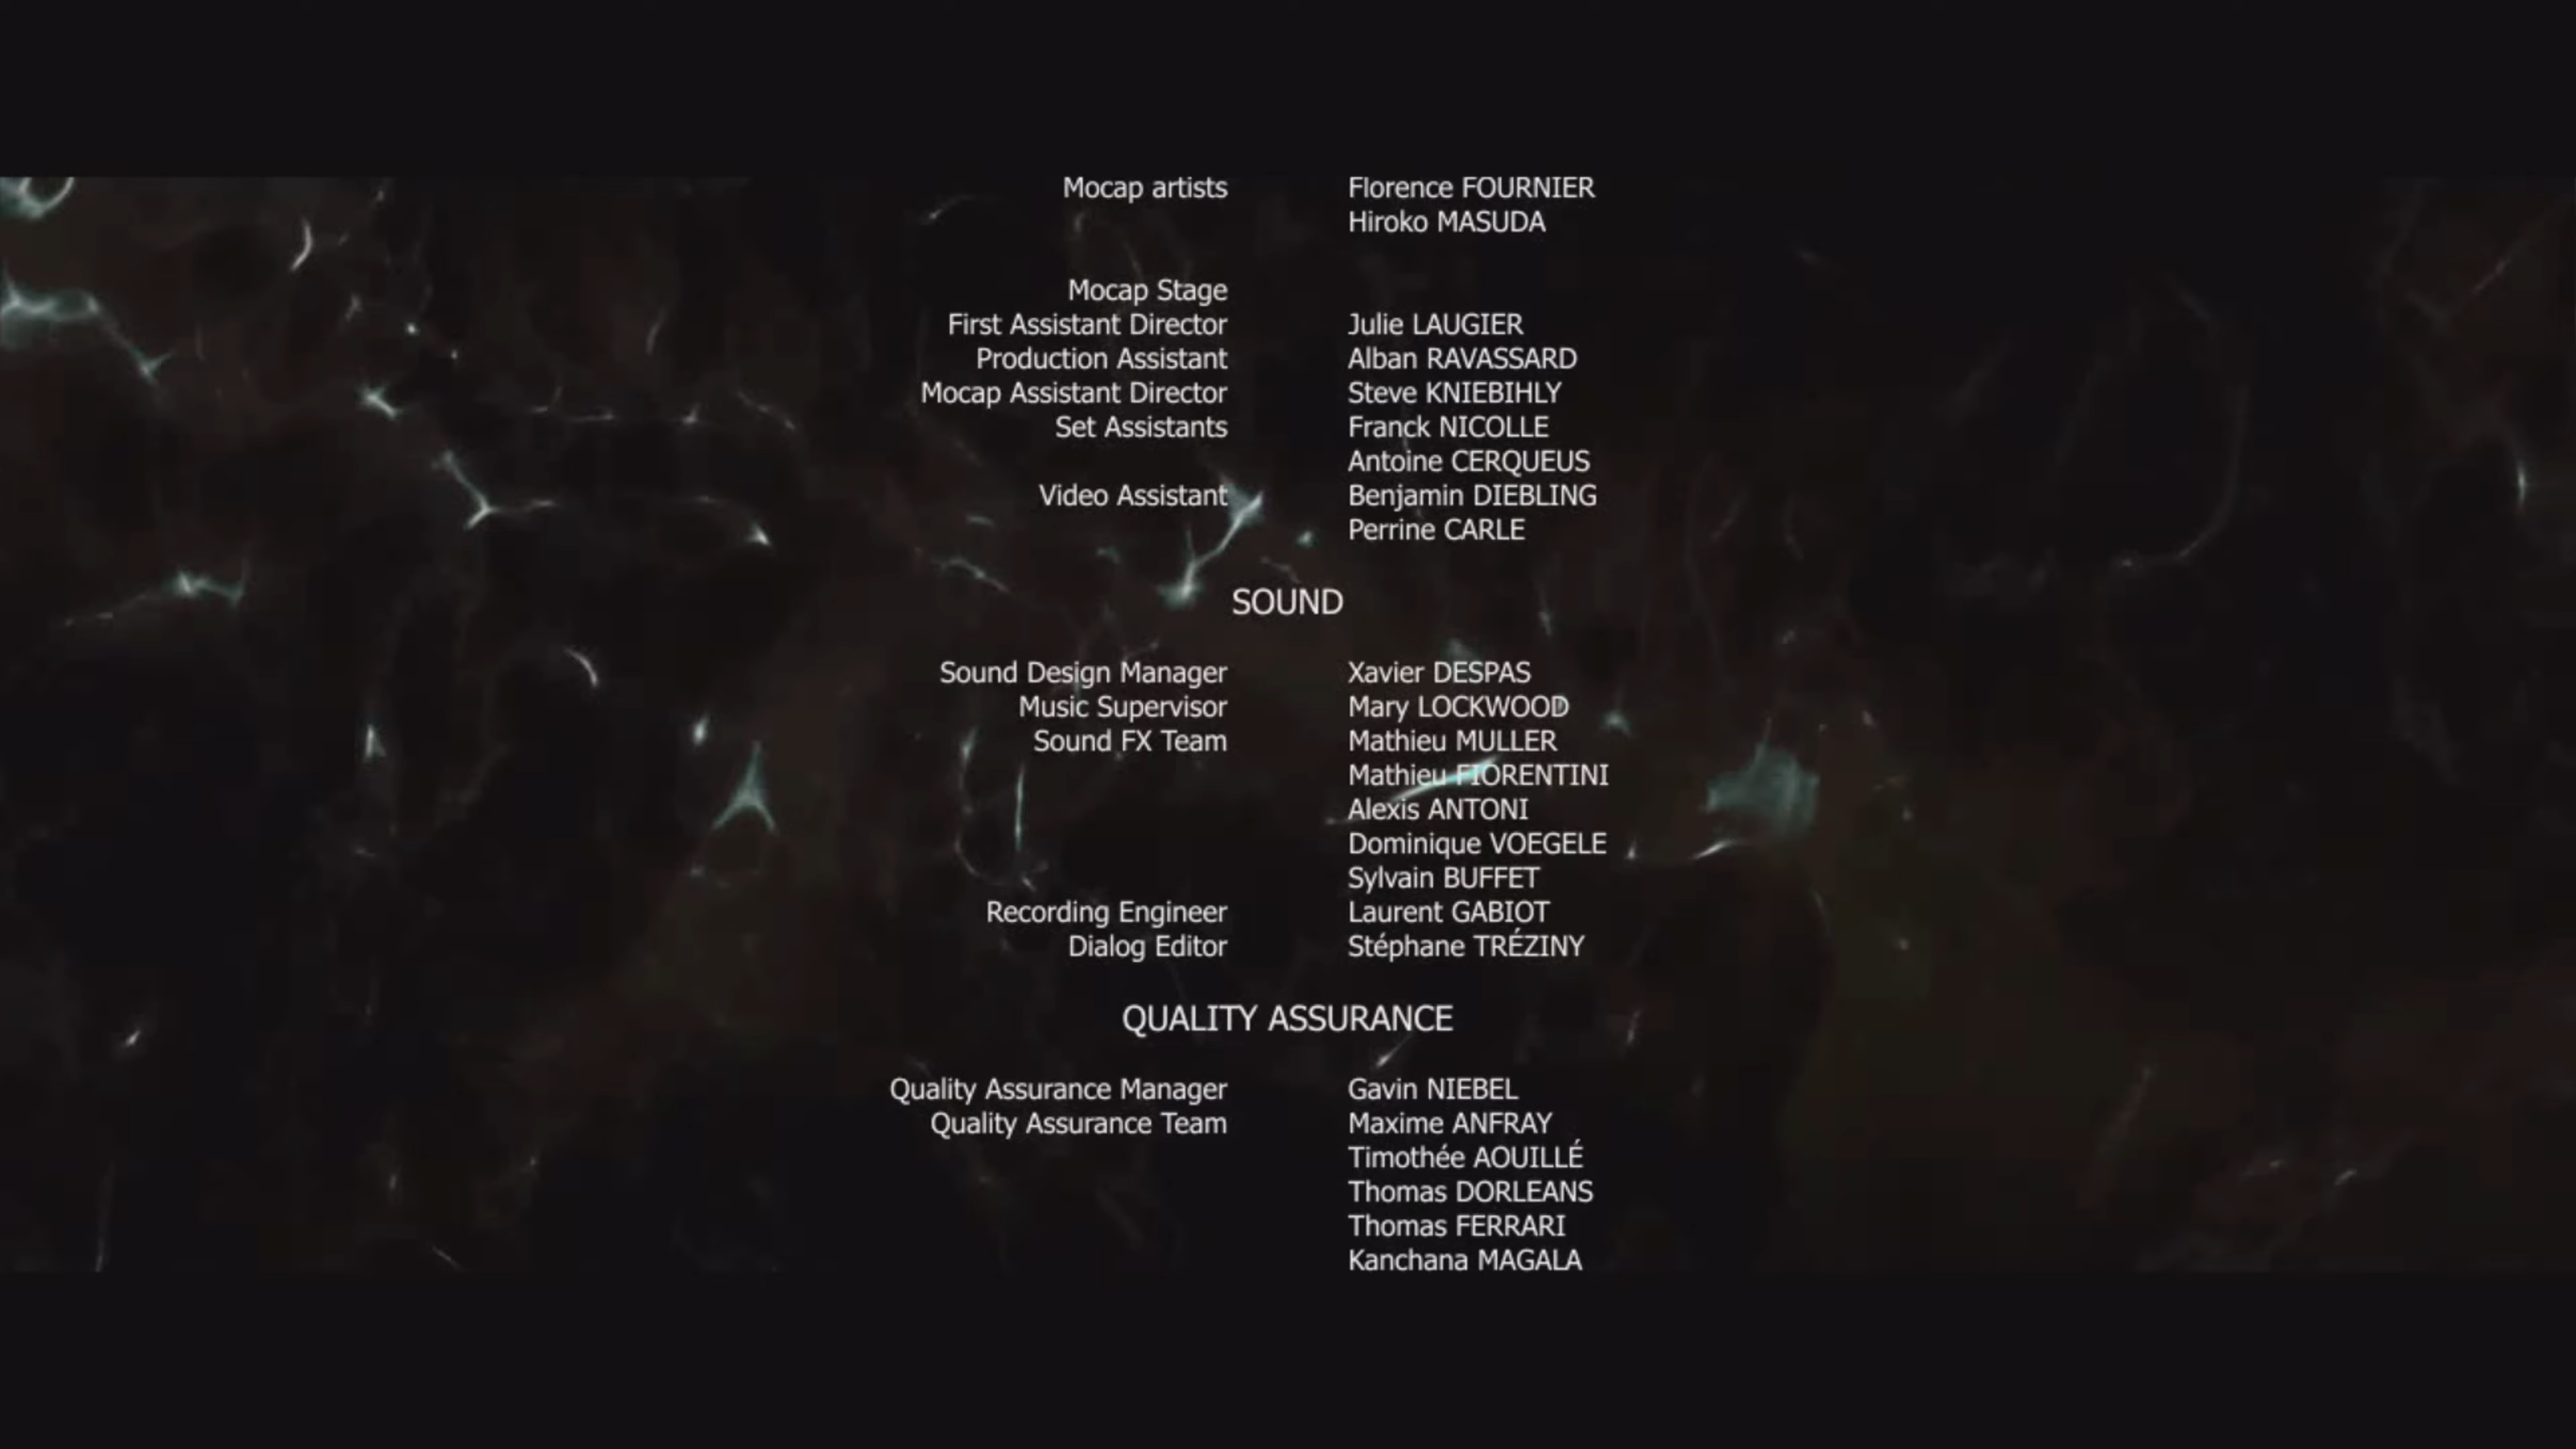 Mocap artists Florence FOURNIER
Hiroko MASUDA
Mocap Stage
First Assistant Director Julie LAUGIER
Production Assistant Alban RAVASSARD
Mocap Assistant Director Steve KNIEBIHLY
Set Assistants Franck NICOLLE
Antoine CERQUEUS
Video Assistant Benjamin DIEBLING
Perrine CARLE
SOUND
Sound Design Manager Xavier DESPAS
Music Supervisor Mary LOCKWOOD
Sound FX Team Mathieu MULLER
Mathieu FIORENTINI
Alexis ANTONI
Dominique VOEGELE
Sylvain BUFFET
Recording Engineer Laurent GABIOT
Dialog Editor Stéphane TRÉZINY
QUALITY ASSURANCE
Quality Assurance Manager Gavin NIEBEL
Quality Assurance Team Maxime ANFRAY
Timothée AOUILLÉ
Thomas DORLEANS
Thomas FERRARI
Kanchana MAGALA